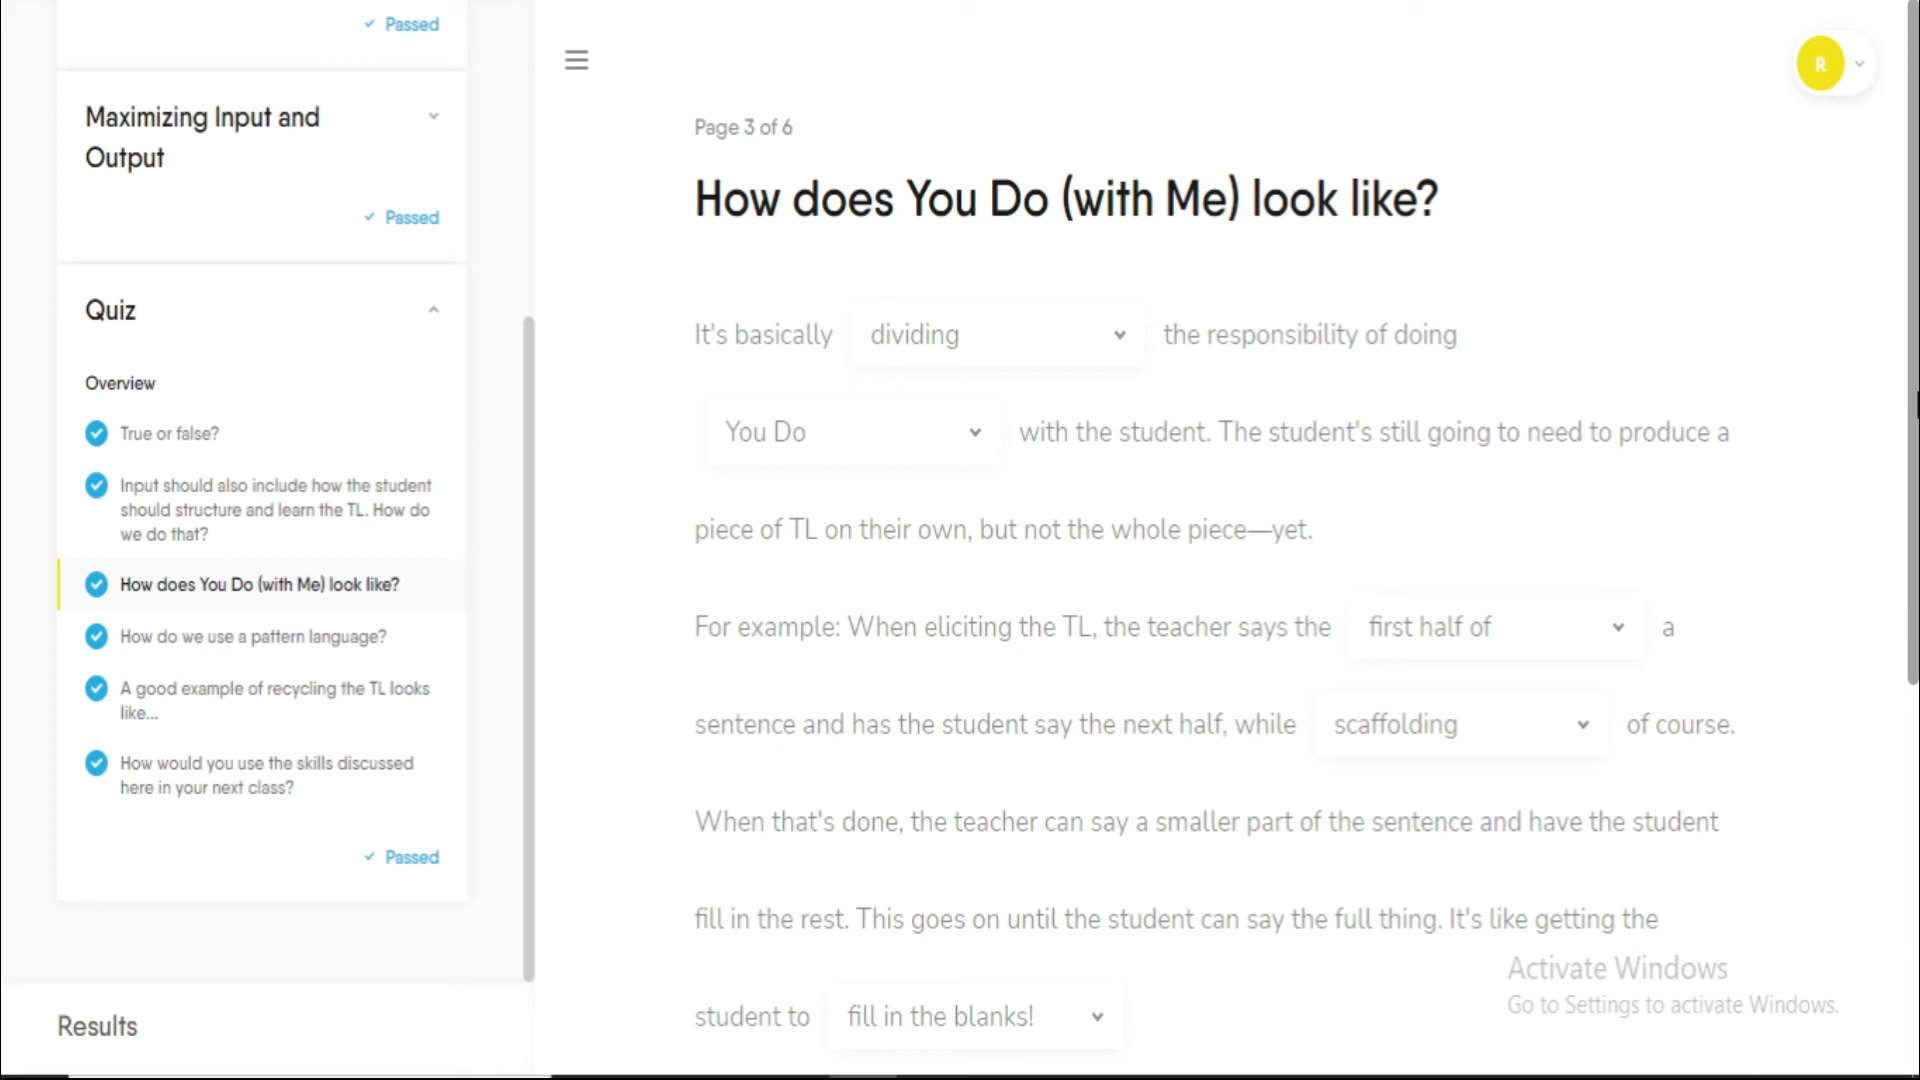 Passed
Maximizing Input and
Output
Passed
Quiz
Overview
True or false?
Input should also include how the student
should structure and learn the TL. How do
we do that?
How does You Do (with Me) look like?
How do we use a pattern language?
A good example of recycling the TL looks
like...
How would you use the skills discussed
here in your next class?
Passed
Results
R
Page 3 of 6
How does You Do (with Me) look like?
It's basically dividing the responsibility of doing
You Do with the student. The student's still going to need to produce a
piece of TL on their own, but not the whole piece—yet.
For example: When eliciting the TL, the teacher says the first half of a
sentence and has the student say the next half, while scaffolding of course.
When that's done, the teacher can say a smaller part of the sentence and have the student
fill in the rest. This goes on until the student can say the full thing. It's like getting the
student to fill in the blanks!
Activate Windows
Go to Settings to activate Windows.